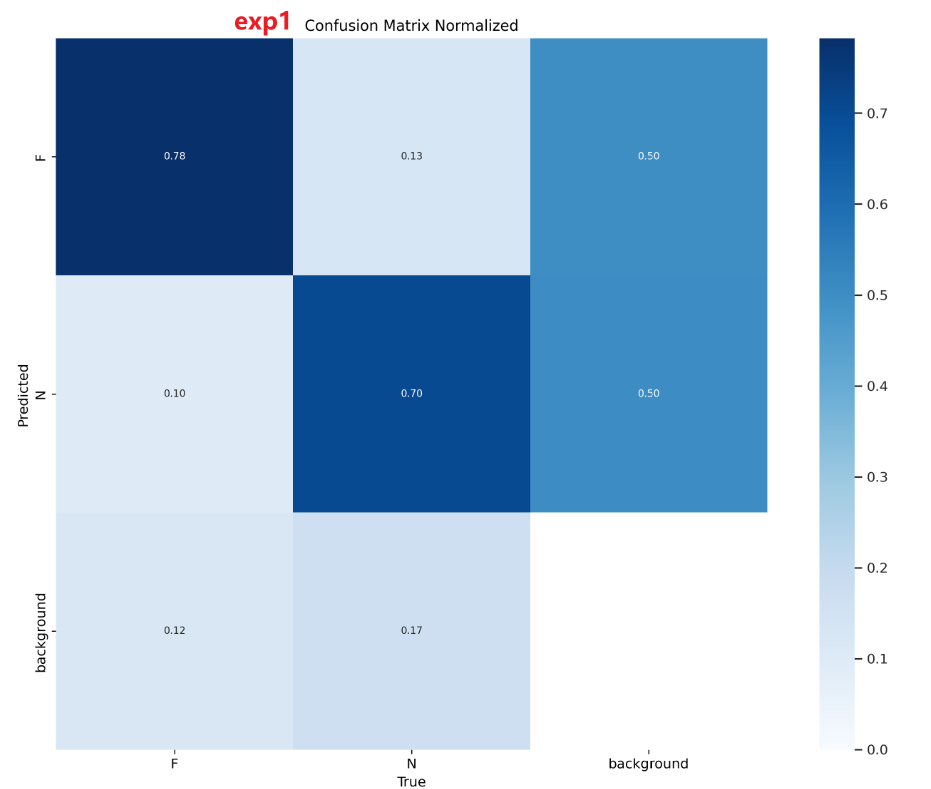 exp1 Confusion Matrix Normalized
F
0.78
0.13
0.50
Predicted
N
0.10
0.70
0.50
background
0.12
0.17
F
N
background
True
0.7
0.6
0.5
0.4
0.3
0.2
0.1
0.0